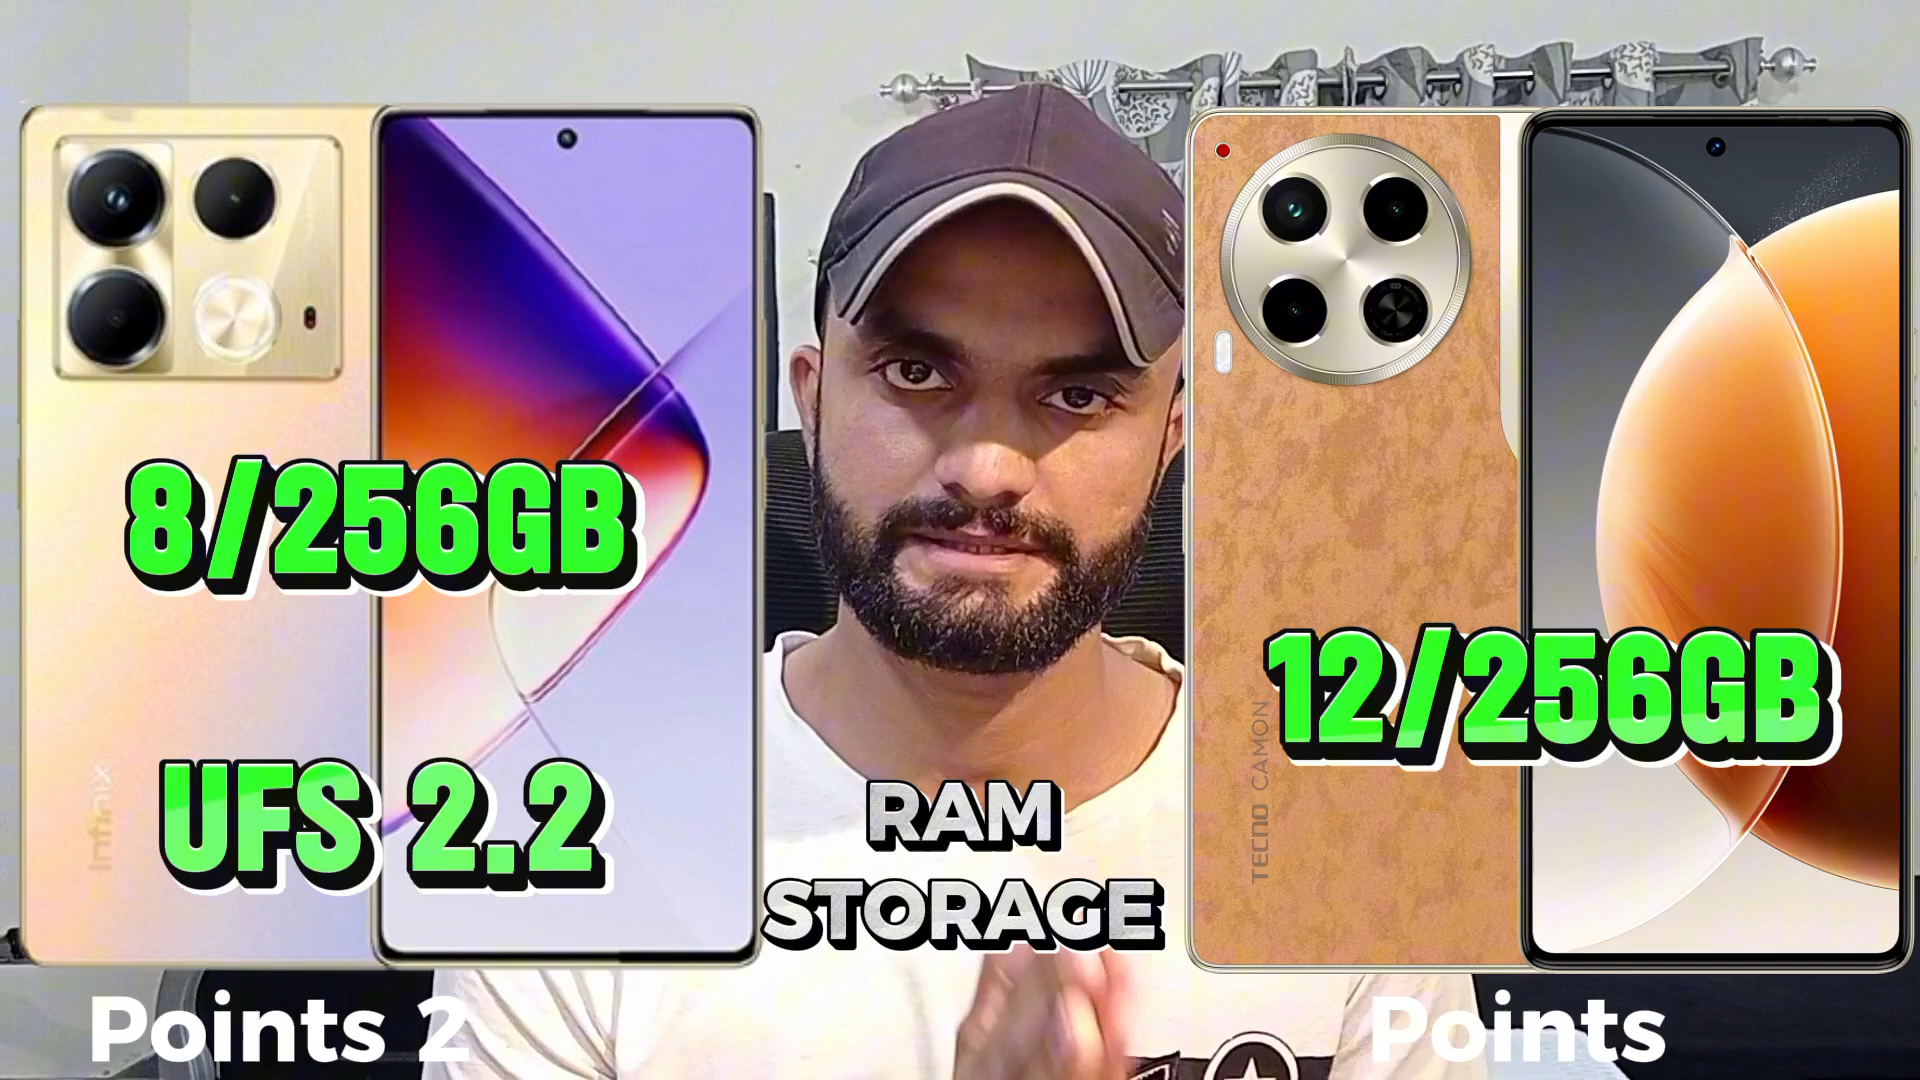 8/256GB
UFS 2.2
Infinix
Points 2
RAM
STORAGE
12/256GB
TECNO CAMON
Points